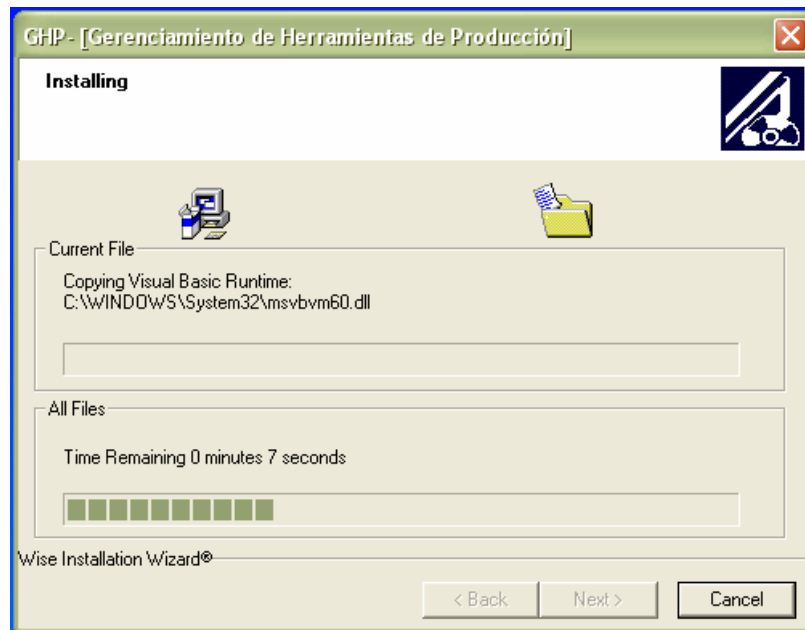 GHP- [Gerenciamiento de Herramientas de Producción]
Installing
Current File
Copying Visual Basic Runtime:
C:\WINDOWS\System32\msvbvm60.dll
All Files
Time Remaining 0 minutes 7 seconds
Wise Installation Wizard®
< Back
Next >
Cancel